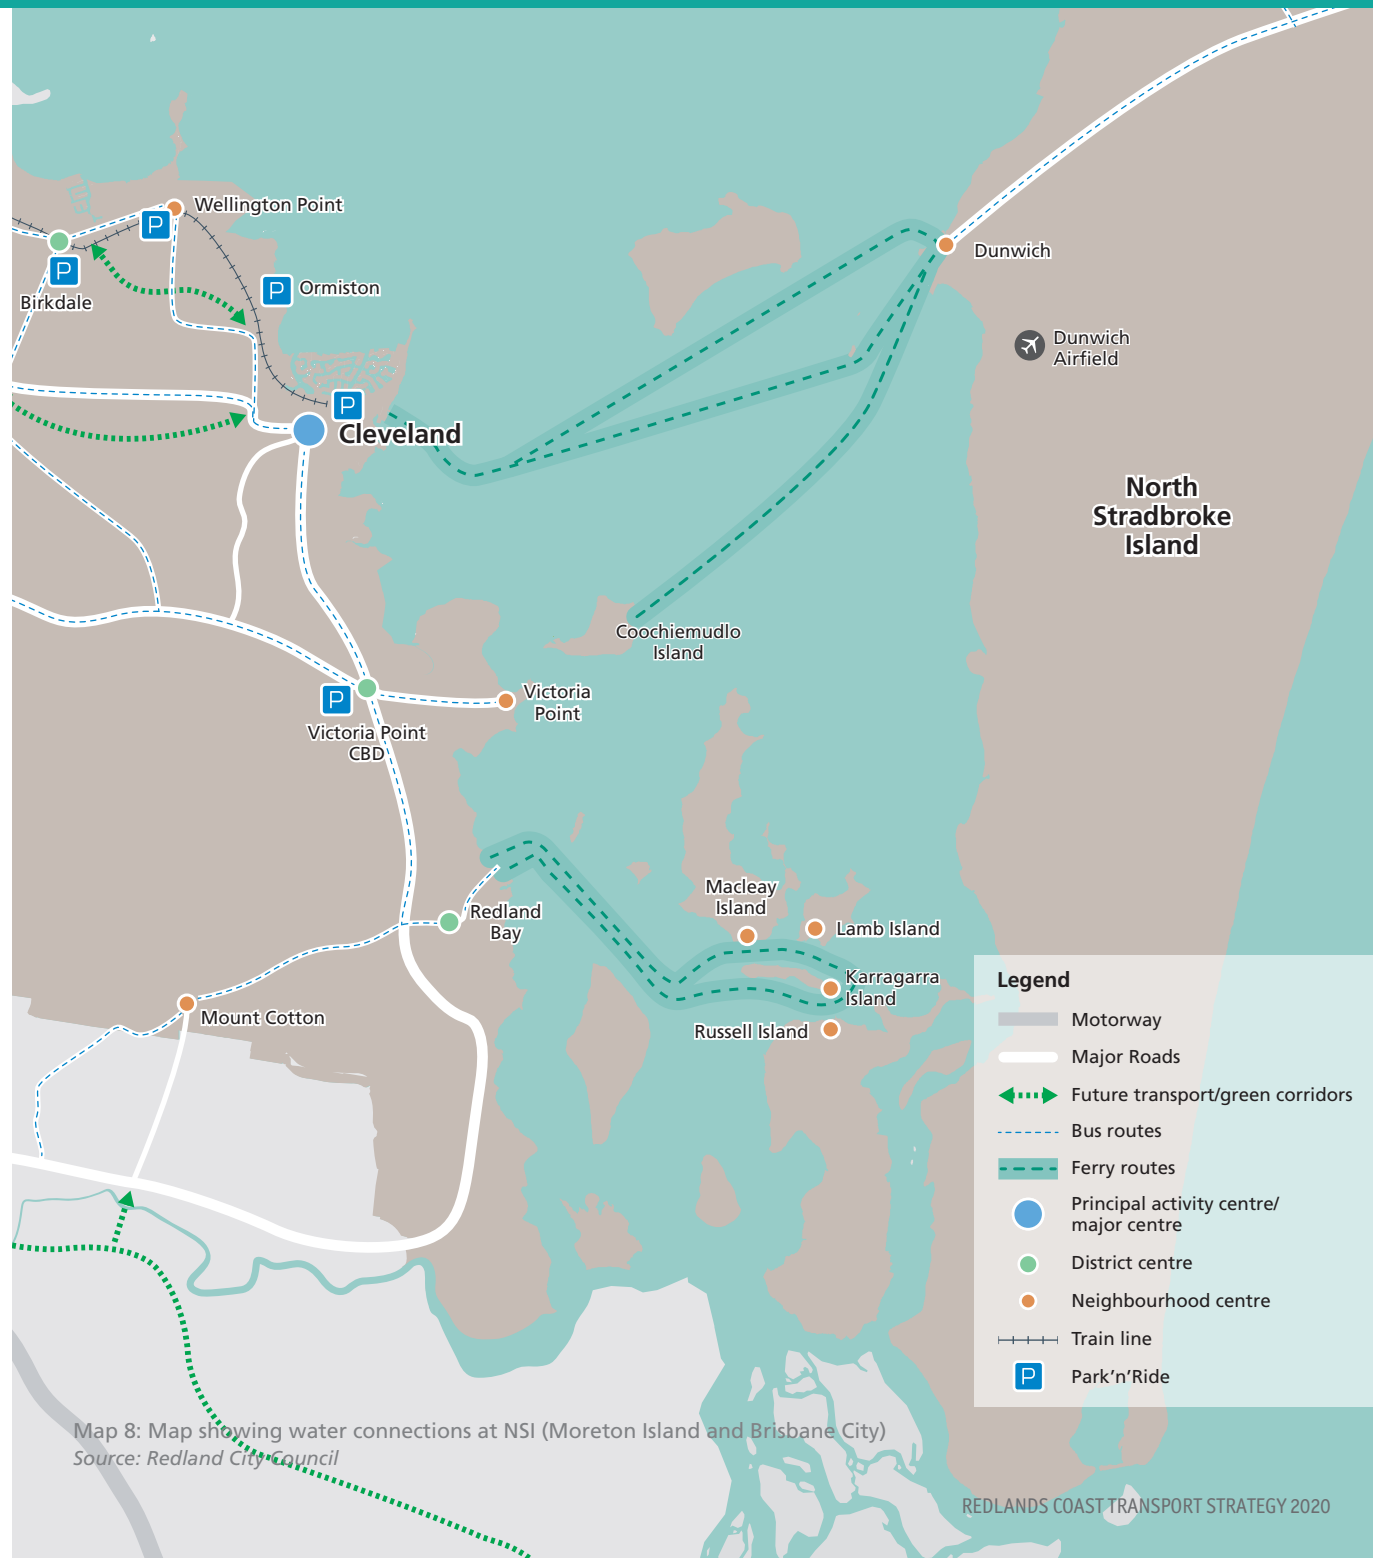 Wellington Point
P
P
Birkdale
P
Ormiston
Dunwich
Dunwich
Airfield
P
Cleveland
North
Stradbroke
Island
Coochiemudlo
Island
P
Victoria
Point
Victoria Point
CBD
Macleay
Island
Redland
Bay
Lamb Island
Karragarra
Island
Mount Cotton
Russell Island
Legend
Motorway
Major Roads
Future transport/green corridors
Bus routes
Ferry routes
Principal activity centre/
major centre
District centre
Neighbourhood centre
Train line
P
Park’n’Ride
Map 8: Map showing water connections at NSI (Moreton Island and Brisbane City)
Source: Redland City Council
REDLANDS COAST TRANSPORT STRATEGY 2020